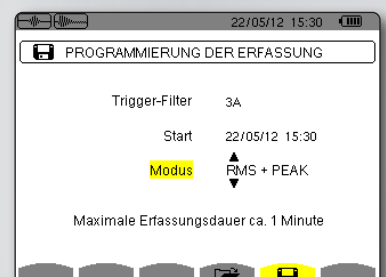 22/05/12 15:30
PROGRAMMIERUNG DER ERFASSUNG
Trigger-Filter 3A
Start 22/05/12 15:30
Modus RMS + PEAK
Maximale Erfassungsdauer ca. 1 Minute